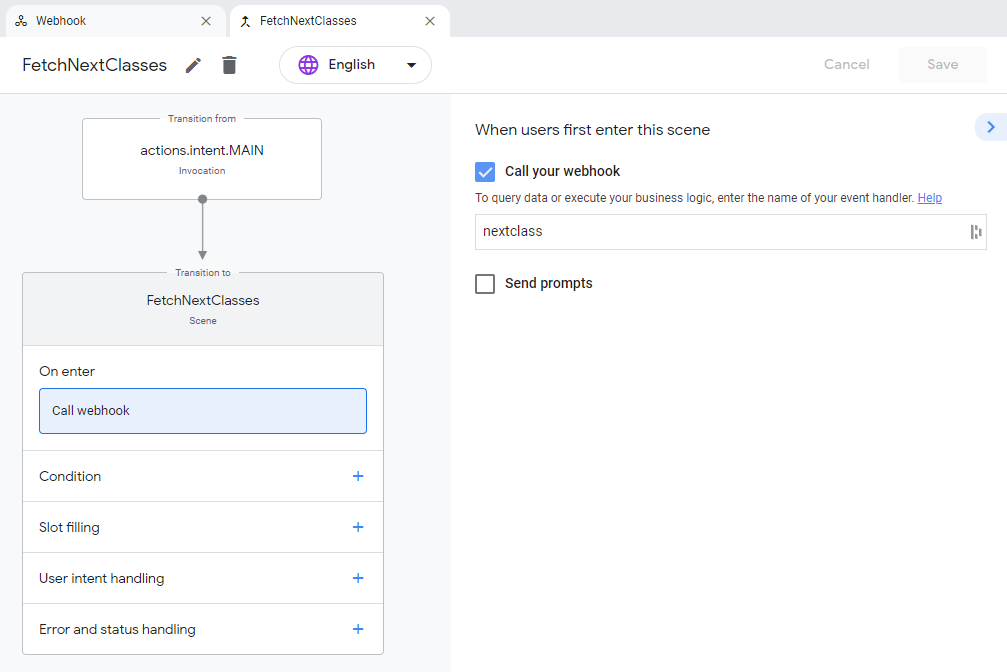 Webhook
FetchNextClasses
FetchNextClasses
English
Cancel
Save
Transition from
actions.intent.MAIN
Invocation
Transition to
FetchNextClasses
Scene
On enter
Call webhook
Condition
Slot filling
User intent handling
Error and status handling
When users first enter this scene
Call your webhook
To query data or execute your business logic, enter the name of your event handler. Help
nextclass
Send prompts